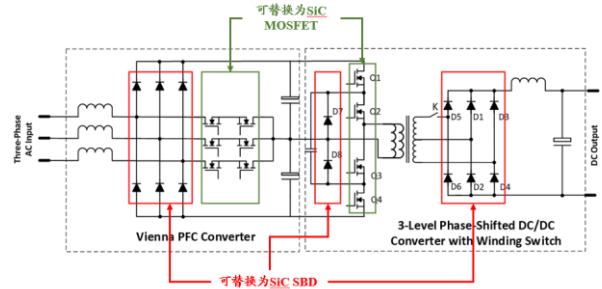 可替换为SiC
MOSFET
Three-Phase
AC Input
Q1
Q2
Q3
Q4
D7
D8
K
D5
D1
D3
D6
D2
D4
DC Output
Vienna PFC Converter
3-Level Phase-Shifted DC/DC
Converter with Winding Switch
可替换为SiC SBD